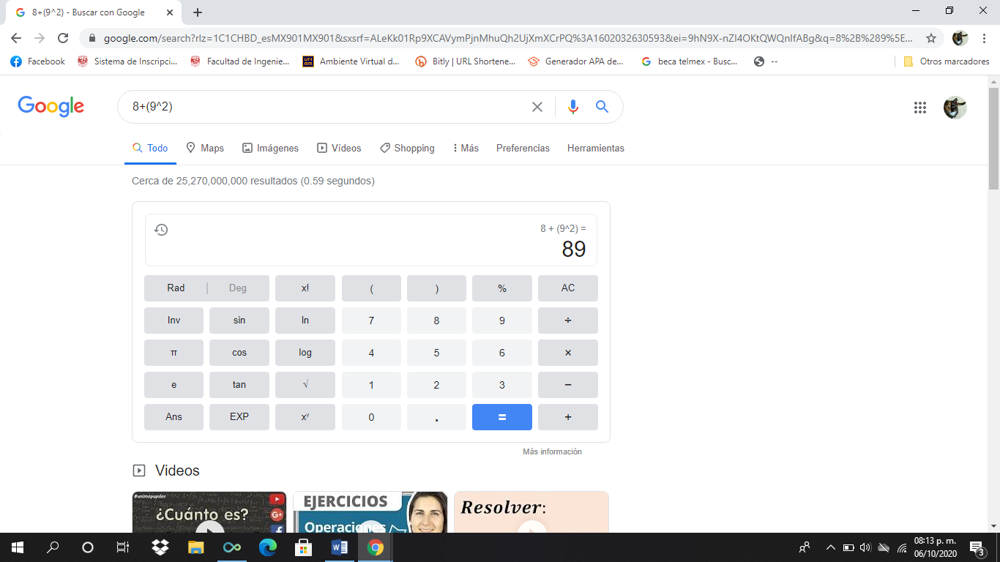 8+(9^2) - Buscar con Google
google.com/search?rlz=1C1CHBD_esMX901MX901&sxsrf=ALeKk01Rp9XCAVymPjnMhuQh2UjXmXCrPQ%3A1602032630593&ei=9hN9X-nZI4OKtQWQnIfABg&q=8%2B%289%5E...
Facebook Sistema de Inscripci... Facultad de Ingenie... Ambiente Virtual d... Bitly | URL Shortene... Generador APA de... beca telmex - Busc... -- Otros marcadores
Google 8+(9^2)
Todo Maps Imágenes Vídeos Shopping Más Preferencias Herramientas
Cerca de 25,270,000,000 resultados (0.59 segundos)
8 + (9^2) =
89
Rad | Deg x! ( ) % AC
Inv sin ln 7 8 9 ÷
π cos log 4 5 6 ×
e tan √ 1 2 3 −
Ans EXP xʸ 0 . = +
Más información
Videos
#animopupilos
¿Cuánto es?
EJERCICIOS
Operaciones
Resolver:
08:13 p. m.
06/10/2020
3